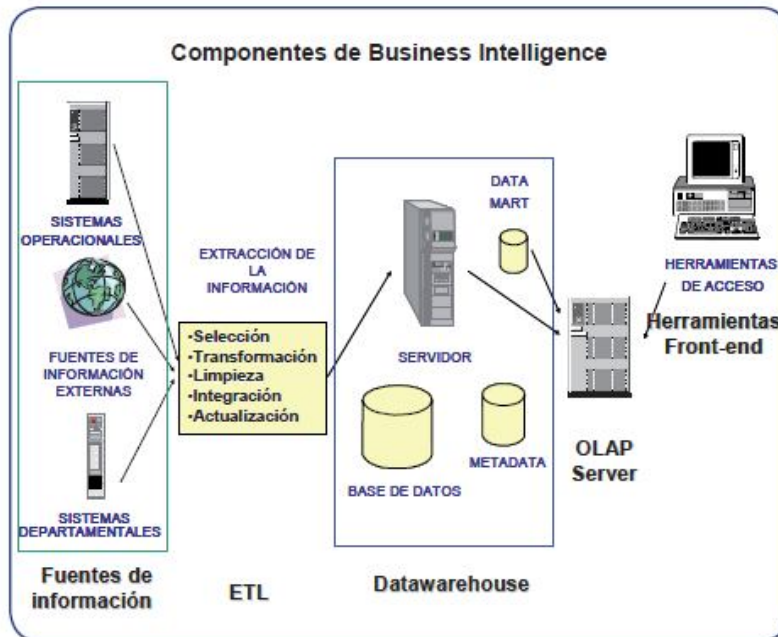 Componentes de Business Intelligence
SISTEMAS
OPERACIONALES
FUENTES DE
INFORMACIÓN
EXTERNAS
SISTEMAS
DEPARTAMENTALES
Fuentes de
información
EXTRACCIÓN DE
LA
INFORMACIÓN
•Selección
•Transformación
•Limpieza
•Integración
•Actualización
ETL
DATA
MART
SERVIDOR
BASE DE DATOS
METADATA
Datawarehouse
OLAP
Server
HERRAMIENTAS
DE ACCESO
Herramientas
Front-end